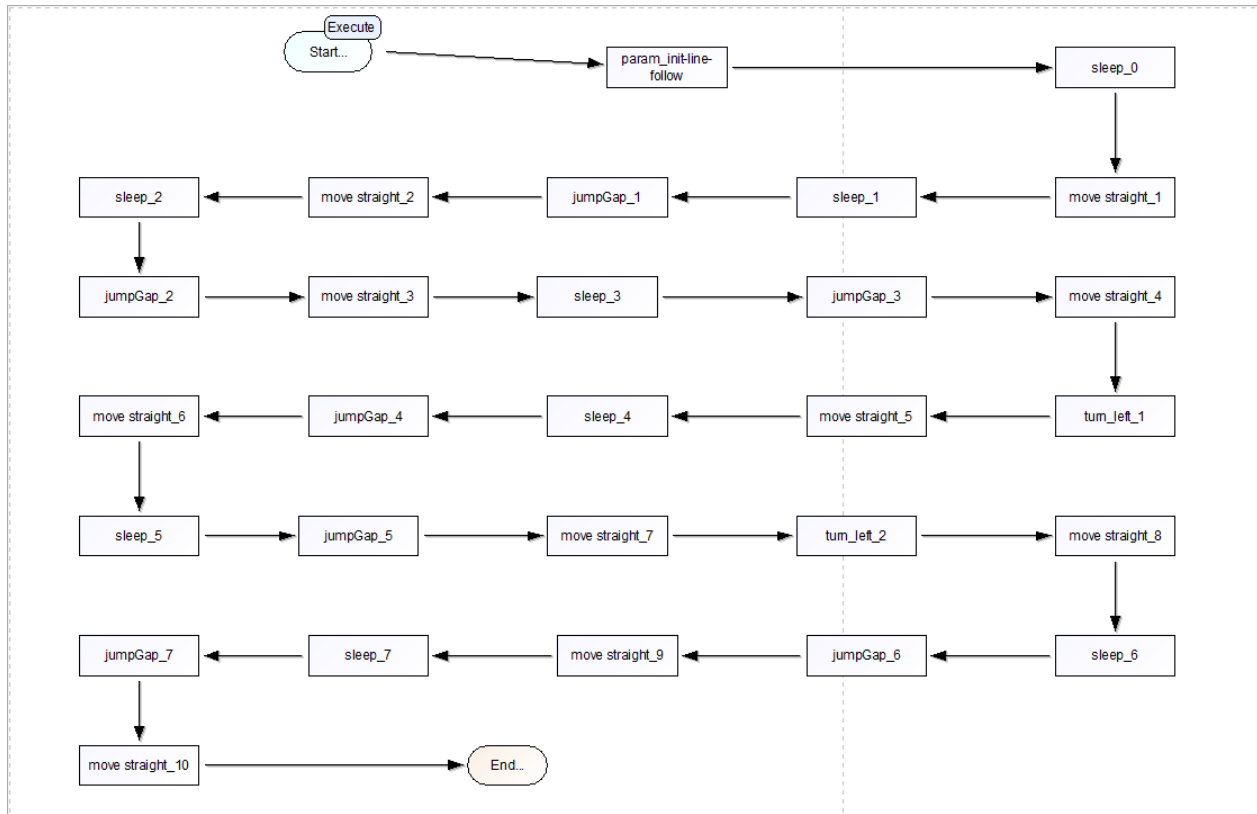 Execute
Start...
param_init-line-
follow
sleep_0
sleep_2
move straight_2
jumpGap_1
sleep_1
move straight_1
jumpGap_2
move straight_3
sleep_3
jumpGap_3
move straight_4
move straight_6
jumpGap_4
sleep_4
move straight_5
turn_left_1
sleep_5
jumpGap_5
move straight_7
turn_left_2
move straight_8
jumpGap_7
sleep_7
move straight_9
jumpGap_6
sleep_6
move straight_10
End...